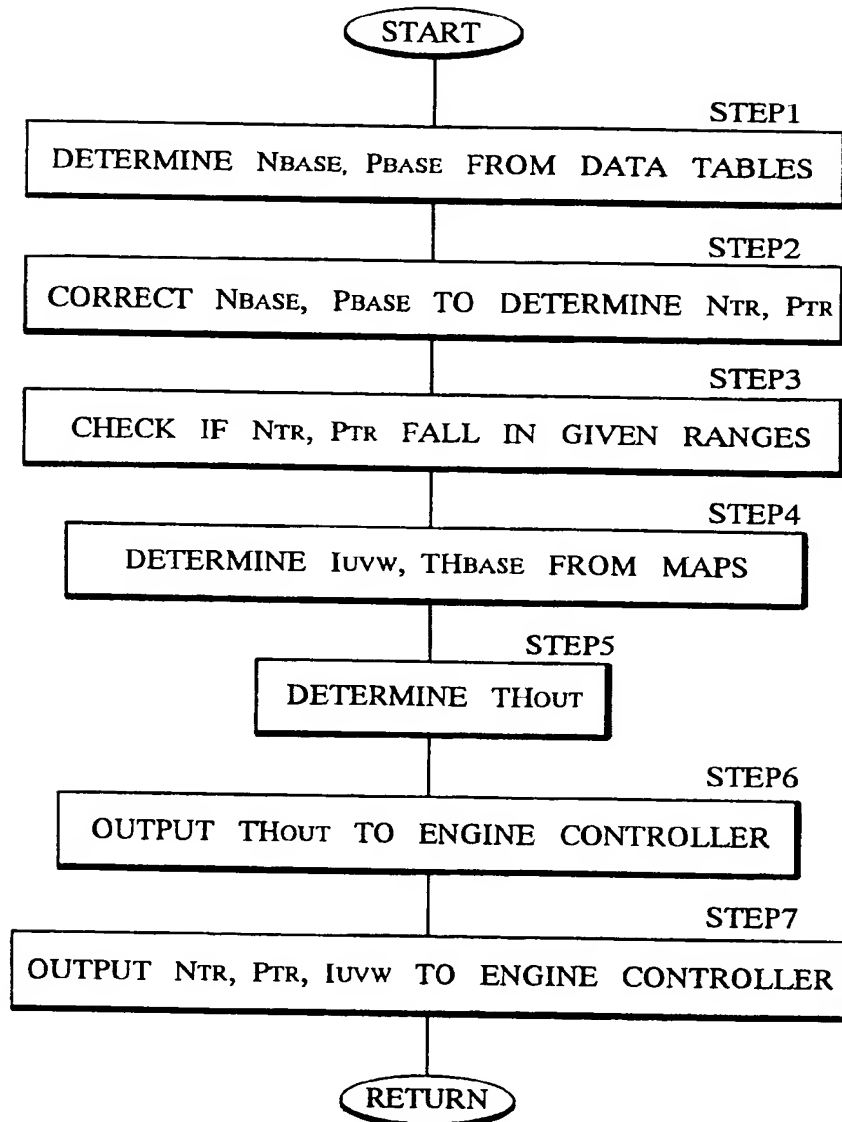 START
STEP1
DETERMINE NBASE, PBASE FROM DATA TABLES
STEP2
CORRECT NBASE, PBASE TO DETERMINE NTR, PTR
STEP3
CHECK IF NTR, PTR FALL IN GIVEN RANGES
STEP4
DETERMINE IUVW, THBASE FROM MAPS
STEP5
DETERMINE THOUT
STEP6
OUTPUT THOUT TO ENGINE CONTROLLER
STEP7
OUTPUT NTR, PTR, IUVW TO ENGINE CONTROLLER
RETURN